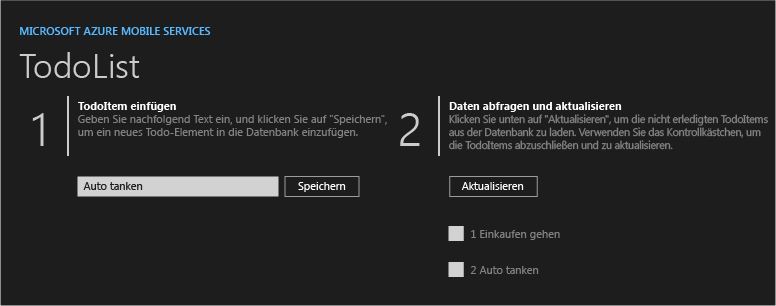 MICROSOFT AZURE MOBILE SERVICES
TodoList
1
TodoItem einfügen
Geben Sie nachfolgend Text ein, und klicken Sie auf "Speichern",
um ein neues Todo-Element in die Datenbank einzufügen.
Auto tanken
Speichern
2
Daten abfragen und aktualisieren
Klicken Sie unten auf "Aktualisieren", um die nicht erledigten TodoItems
aus der Datenbank zu laden. Verwenden Sie das Kontrollkästchen, um
die TodoItems abzuschließen und zu aktualisieren.
Aktualisieren
1 Einkaufen gehen
2 Auto tanken